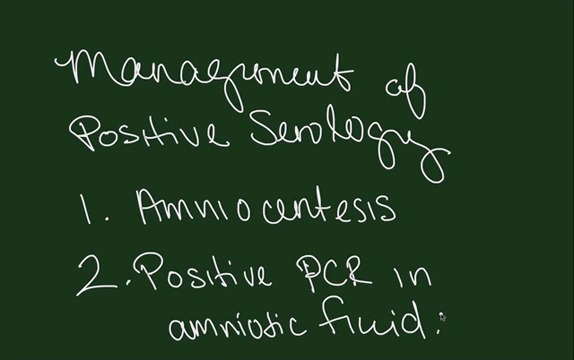 Management of
Positive Serology
1. Amniocentesis
2. Positive PCR in
amniotic fluid.